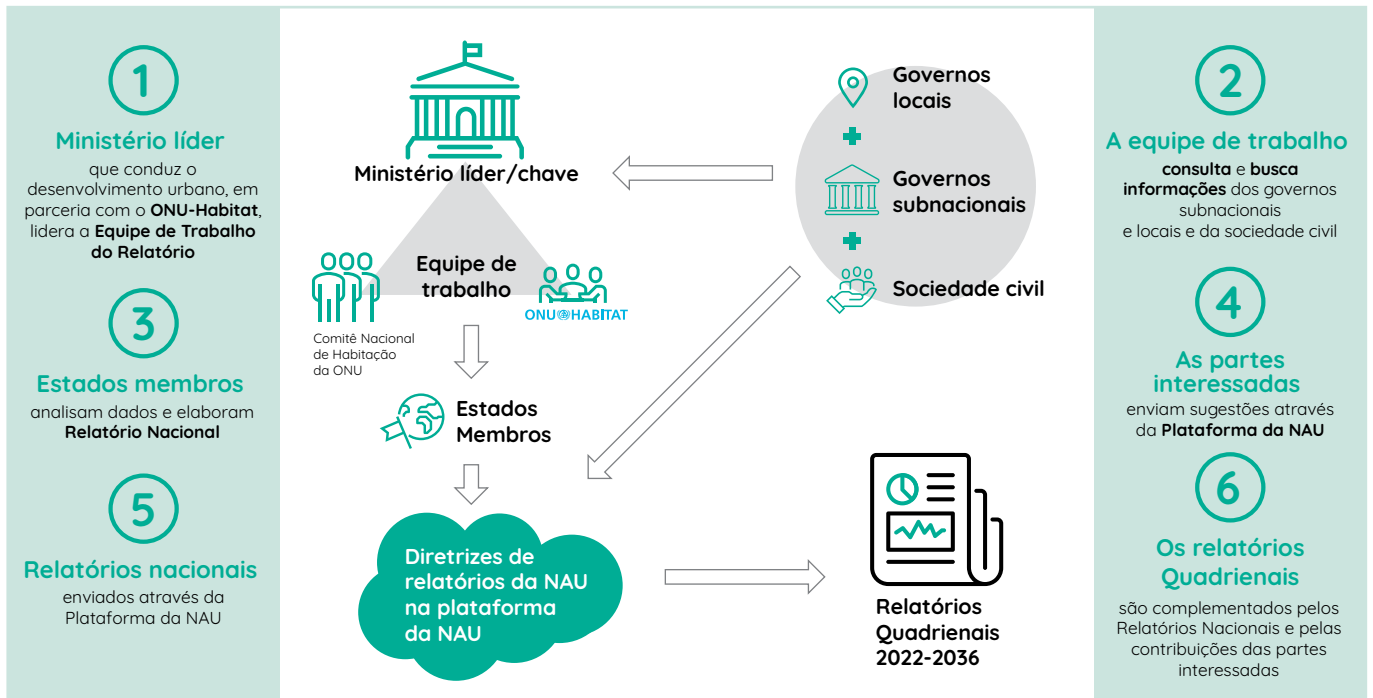 1
Ministério líder
que conduz o
desenvolvimento urbano, em
parceria com o ONU-Habitat,
lidera a Equipe de Trabalho
do Relatório
3
Estados membros
analisam dados e elaboram
Relatório Nacional
5
Relatórios nacionais
enviados através da
Plataforma da NAU
Ministério líder/chave
Equipe de
trabalho
ONU HABITAT
Comitê Nacional
de Habitação
da ONU
Estados
Membros
Diretrizes de
relatórios da NAU
na plataforma
da NAU
Governos
locais
Governos
subnacionais
Sociedade civil
Relatórios
Quadrienais
2022-2036
2
A equipe de trabalho
consulta e busca
informações dos governos
subnacionais
e locais e da sociedade civil
4
As partes
interessadas
enviam sugestões através
da Plataforma da NAU
6
Os relatórios
Quadrienais
são complementados pelos
Relatórios Nacionais e pelas
contribuições das partes
interessadas